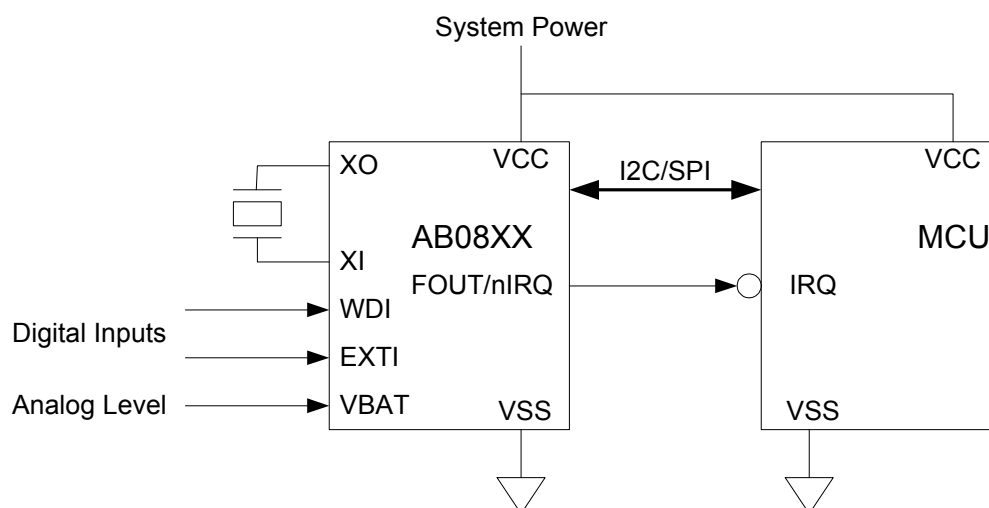 System Power
XO
VCC
I2C/SPI
VCC
AB08XX
MCU
XI
FOUT/nIRQ
IRQ
WDI
Digital Inputs
EXTI
Analog Level
VBAT
VSS
VSS